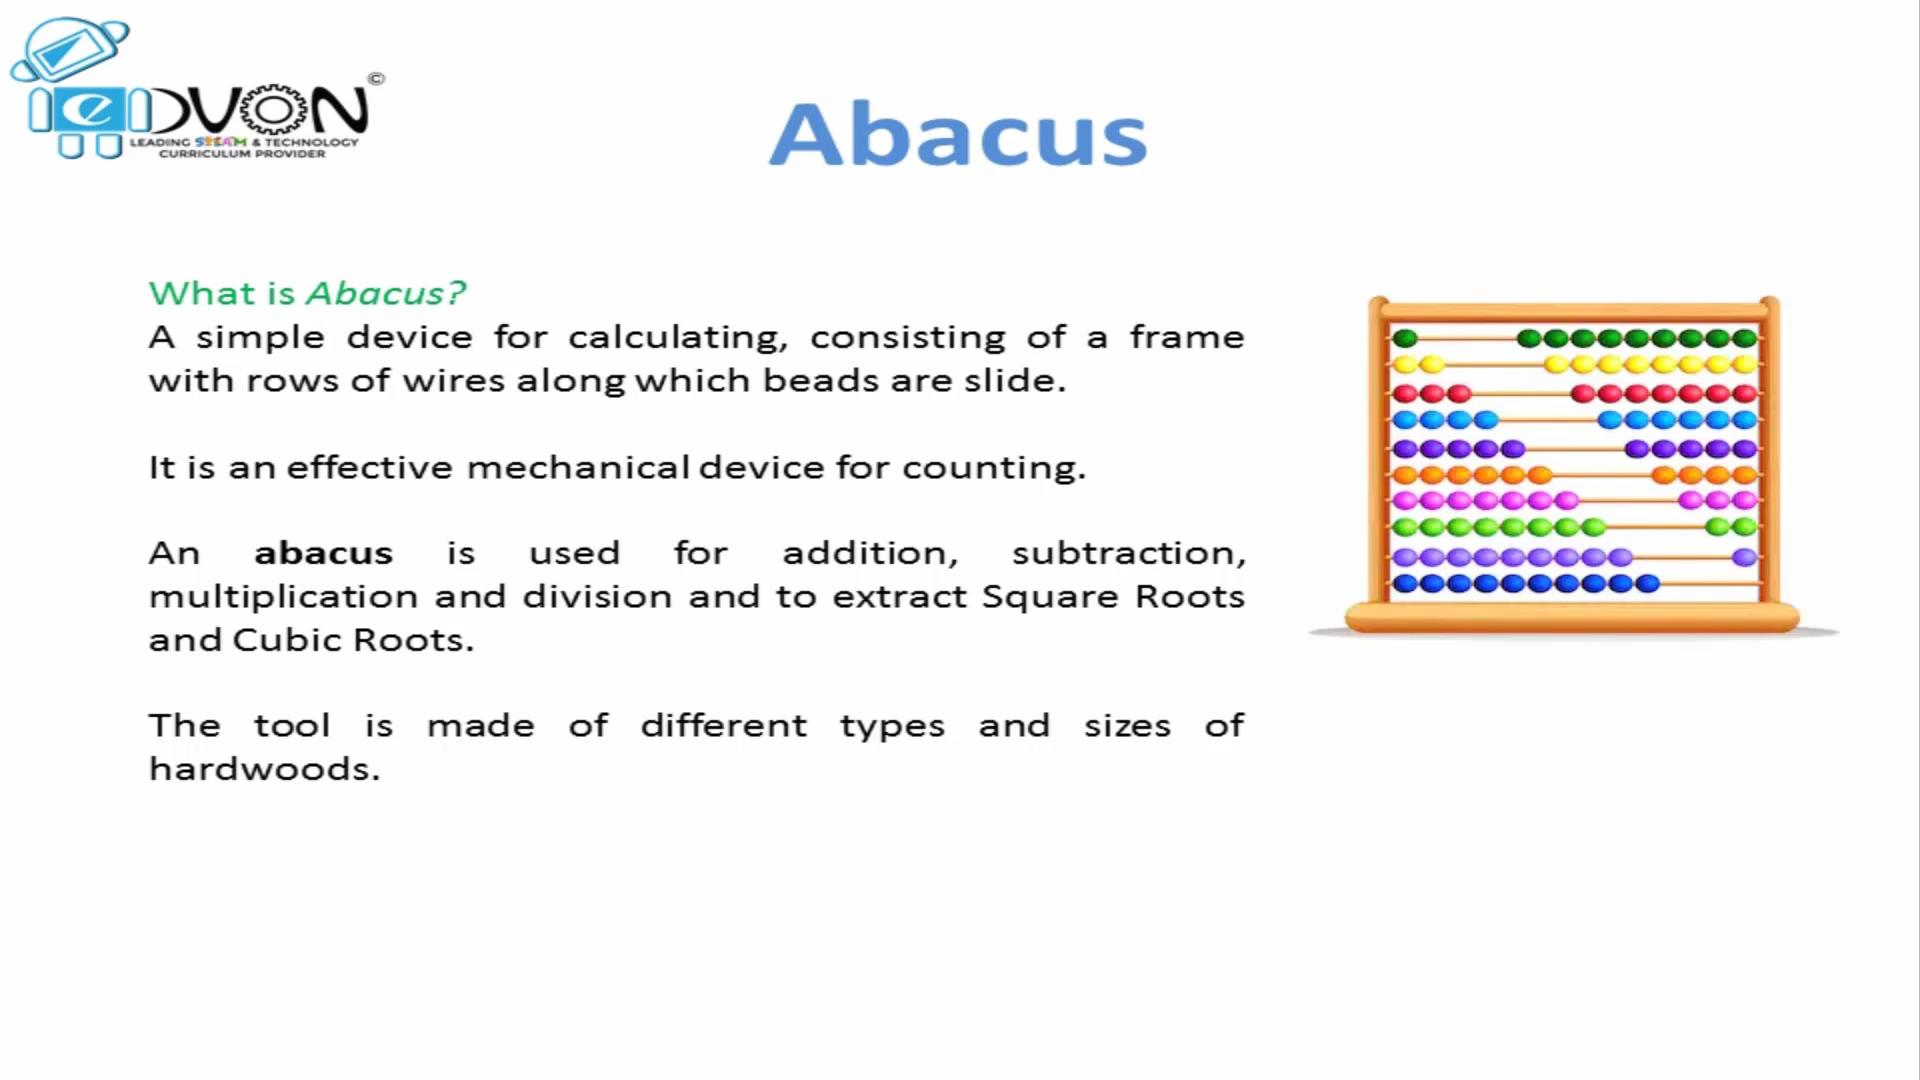 eDVON©
LEADING STEAM & TECHNOLOGY
CURRICULUM PROVIDER
Abacus
What is Abacus?
A simple device for calculating, consisting of a frame
with rows of wires along which beads are slide.
It is an effective mechanical device for counting.
An abacus is used for addition, subtraction,
multiplication and division and to extract Square Roots
and Cubic Roots.
The tool is made of different types and sizes of
hardwoods.